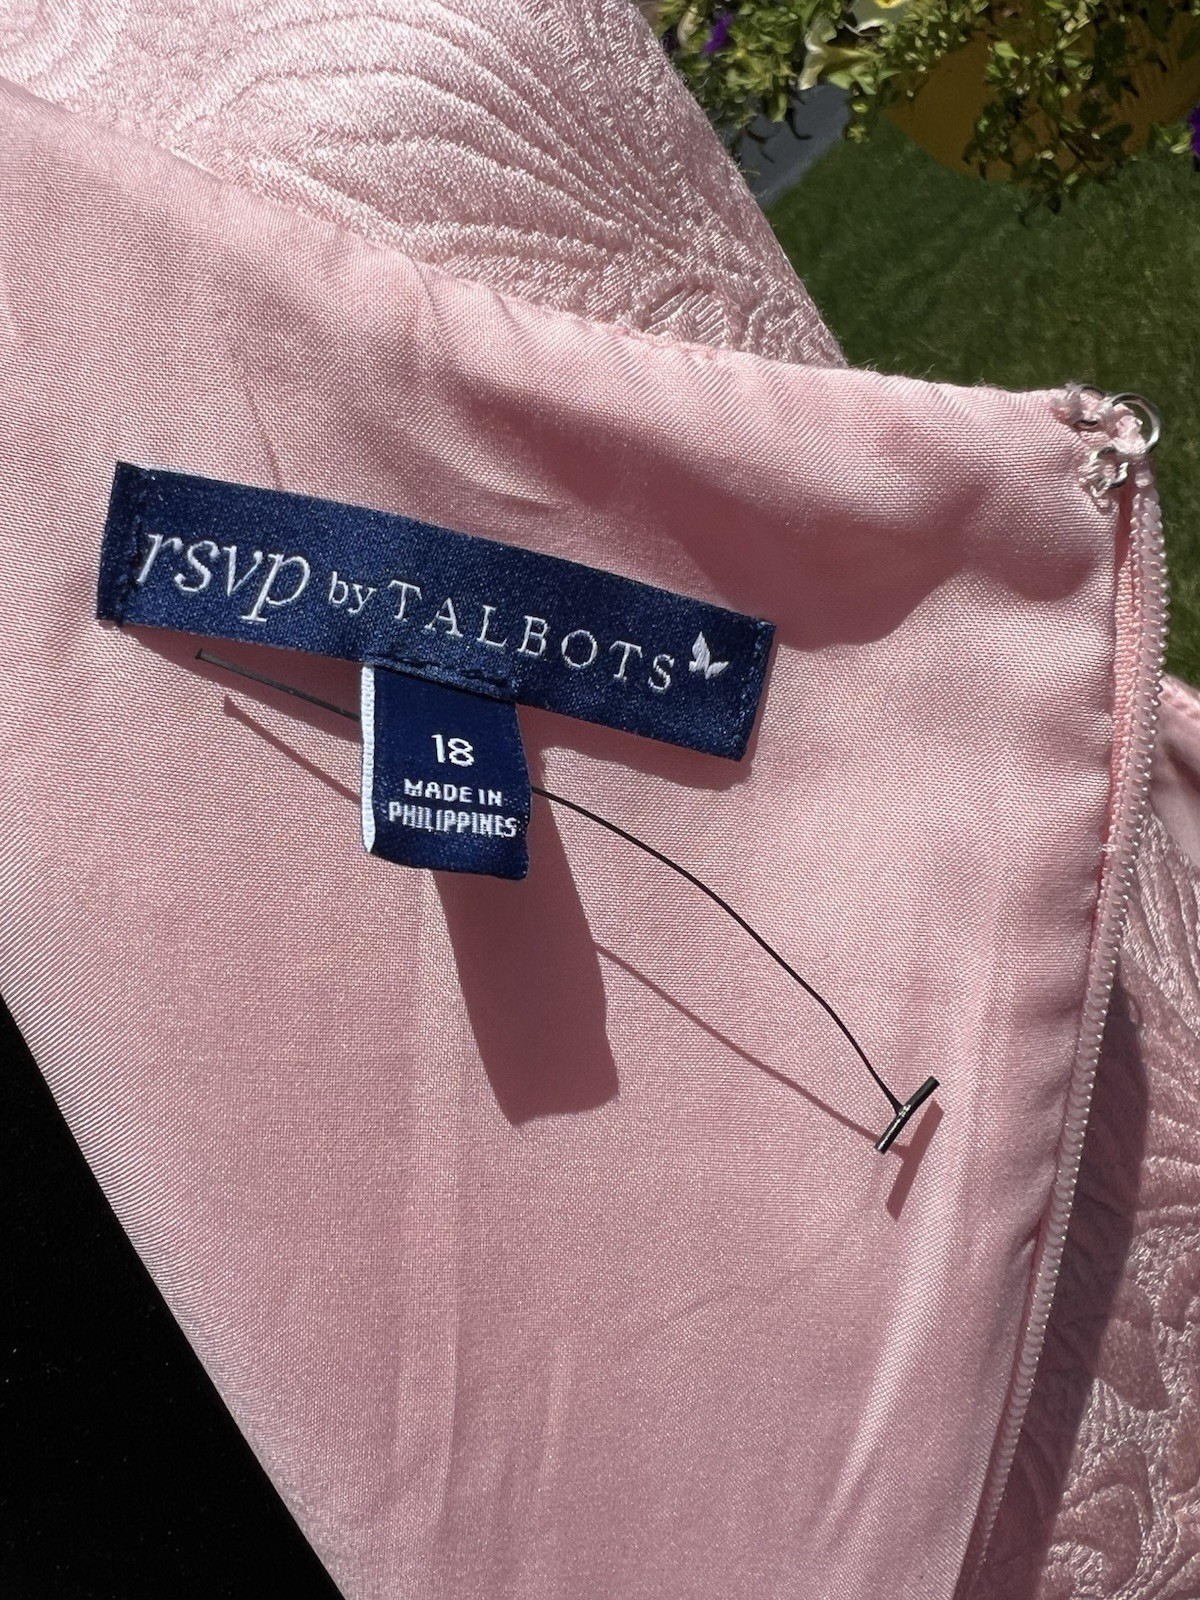 rsvp by TALBOTS
18
MADE IN
PHILIPPINES